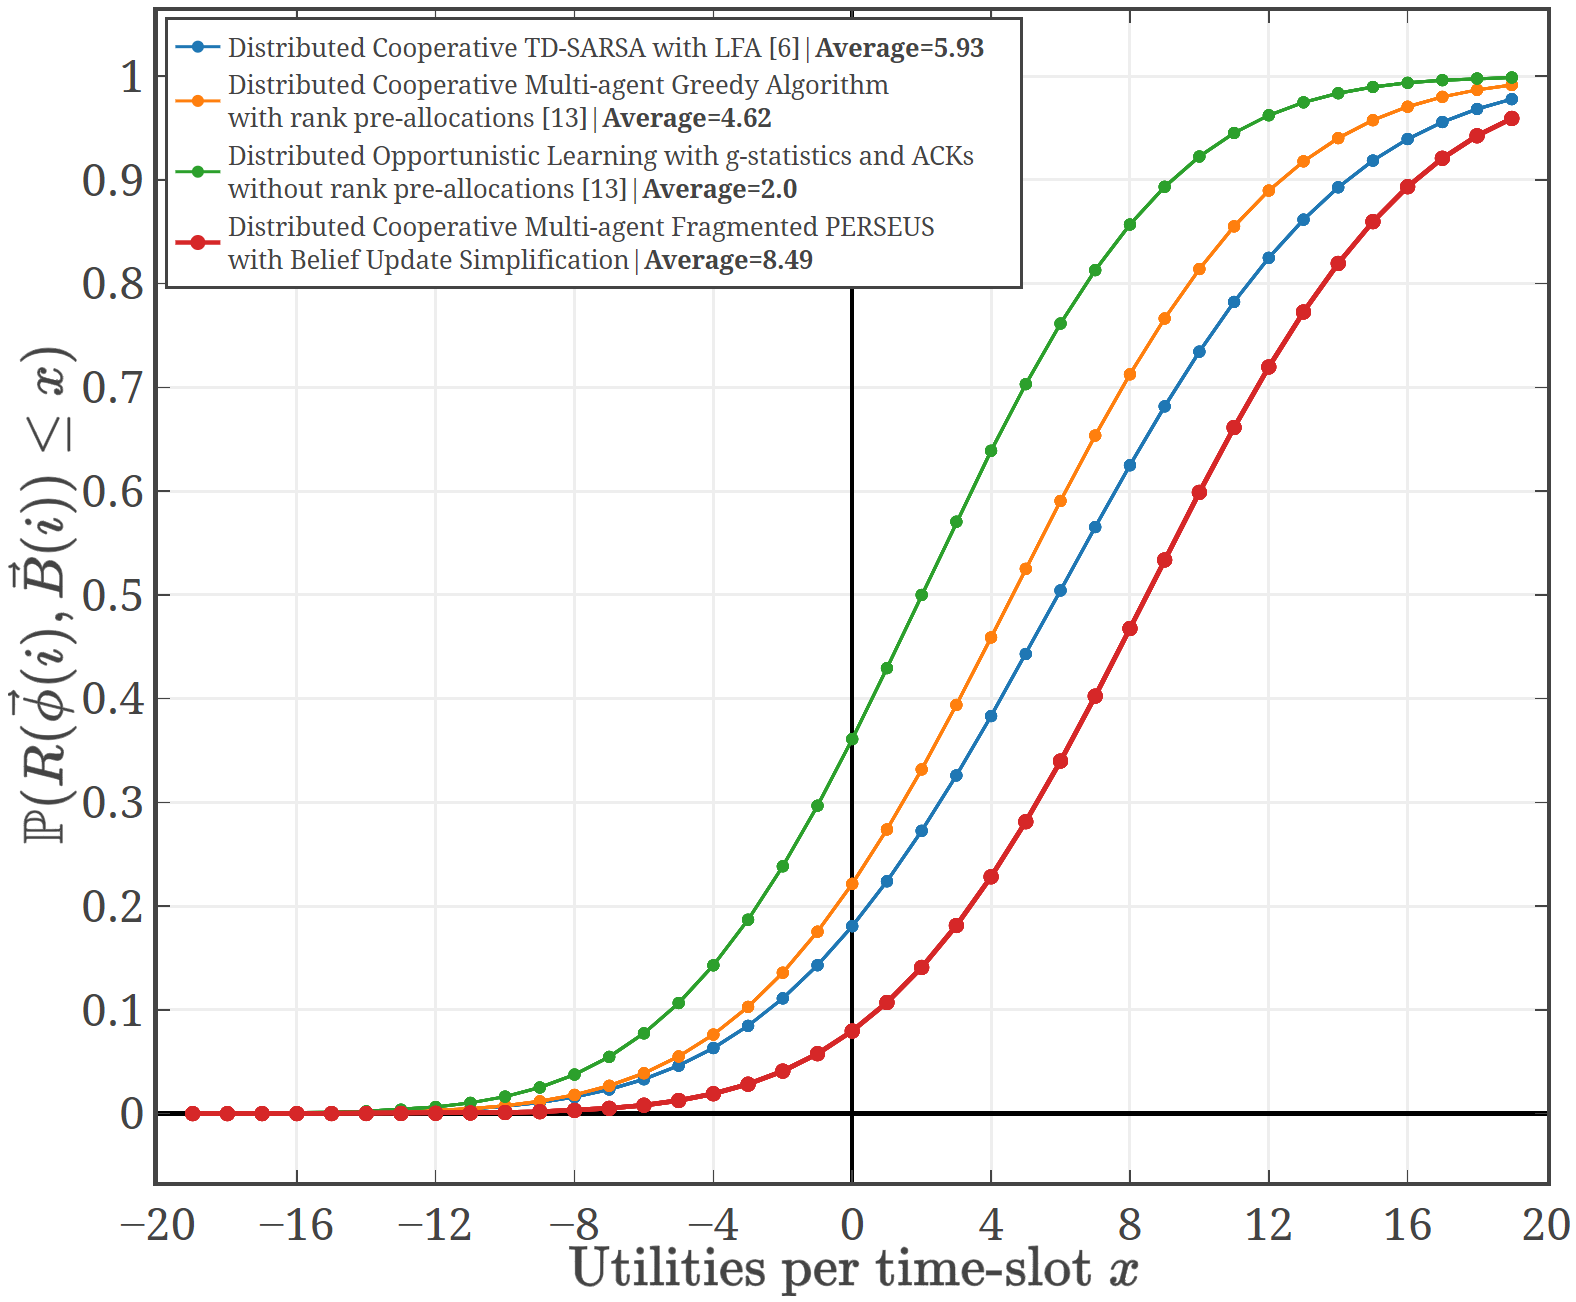 Distributed Cooperative TD-SARSA with LFA [6]|Average=5.93
Distributed Cooperative Multi-agent Greedy Algorithm
with rank pre-allocations [13]|Average=4.62
Distributed Opportunistic Learning with g-statistics and ACKs
without rank pre-allocations [13]|Average=2.0
Distributed Cooperative Multi-agent Fragmented PERSEUS
with Belief Update Simplification|Average=8.49
1
0.9
0.8
0.7
0.6
0.5
0.4
0.3
0.2
0.1
0
ℙ(R(ϕ⃗(i), B⃗(i)) ≤ x)
−20 −16 −12 −8 −4 0 4 8 12 16 20
Utilities per time-slot x